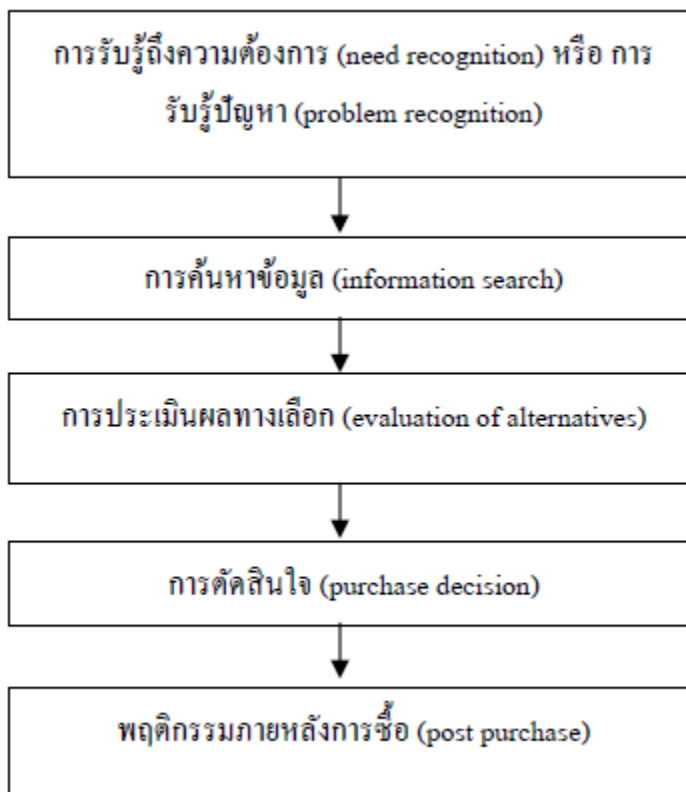 การรับรู้ถึงความต้องการ (need recognition) หรือ การ
รับรู้ปัญหา (problem recognition)
การค้นหาข้อมูล (information search)
การประเมินผลทางเลือก (evaluation of alternatives)
การตัดสินใจ (purchase decision)
พฤติกรรมภายหลังการซื้อ (post purchase)